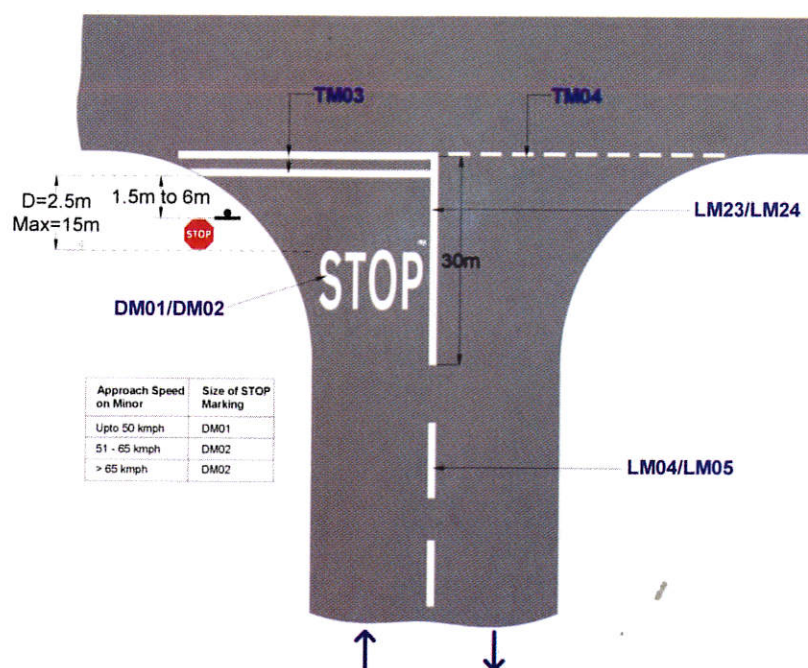 TM03
TM04
D=2.5m
Max=15m
1.5m to 6m
STOP
LM23/LM24
30m
STOP
DM01/DM02
Approach Speed on Minor
Size of STOP Marking
Upto 50 kmph
DM01
51 - 65 kmph
DM02
> 65 kmph
DM02
LM04/LM05